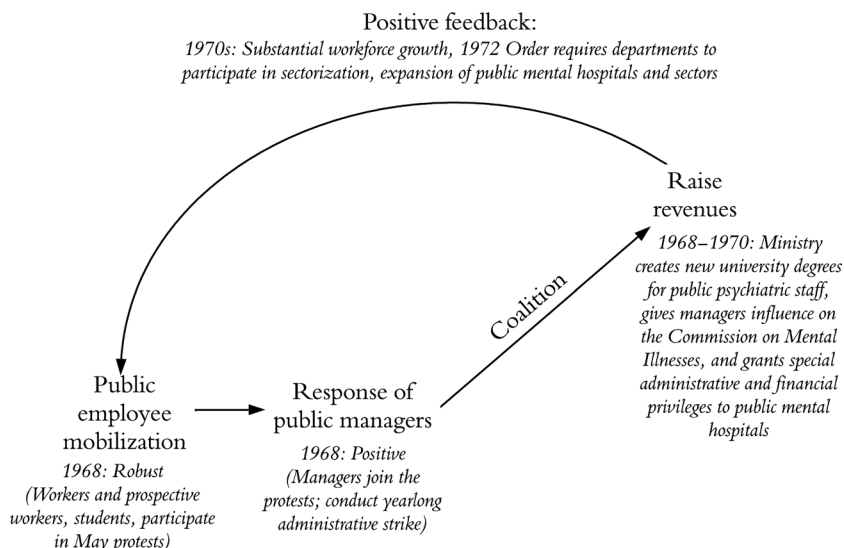 Positive feedback:
1970s: Substantial workforce growth, 1972 Order requires departments to
participate in sectorization, expansion of public mental hospitals and sectors
Raise
revenues
1968–1970: Ministry
creates new university degrees
for public psychiatric staff,
gives managers influence on
the Commission on Mental
Illnesses, and grants special
administrative and financial
privileges to public mental
hospitals
Coalition
Public
employee
mobilization
1968: Robust
(Workers and prospective
workers, students, participate
in May protests)
Response of
public managers
1968: Positive
(Managers join the
protests; conduct yearlong
administrative strike)